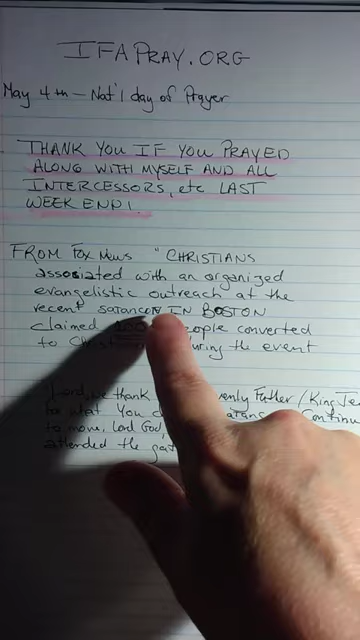 IFAPRAY.ORG
May 4th - Nat'l day of Prayer
THANK YOU IF YOU PRAYED
ALONG WITH MYSELF AND ALL
INTERCESSORS, etc LAST
WEEKEND!
FROM FOX News "CHRISTIANS
associated with an organized
evangelistic outreach at the
recent IN BOSTON
claimed converted
to during the event
Lord, we thank Father / King
for what You Continue
to move, Lord God,
attended the